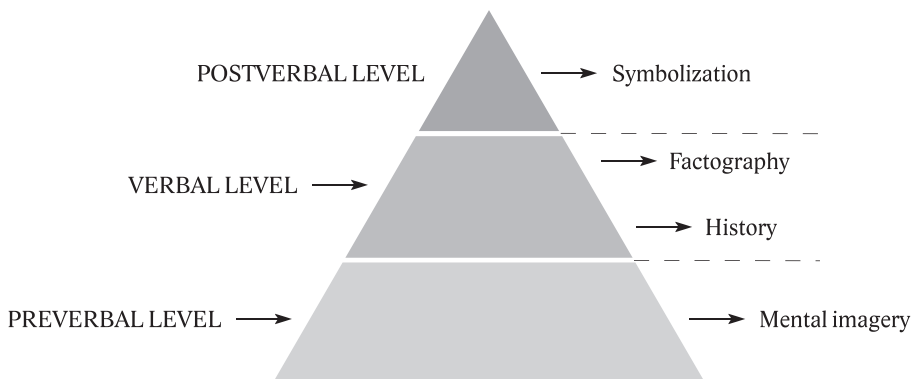 POSTVERBAL LEVEL
Symbolization
Factography
VERBAL LEVEL
History
PREVERBAL LEVEL
Mental imagery